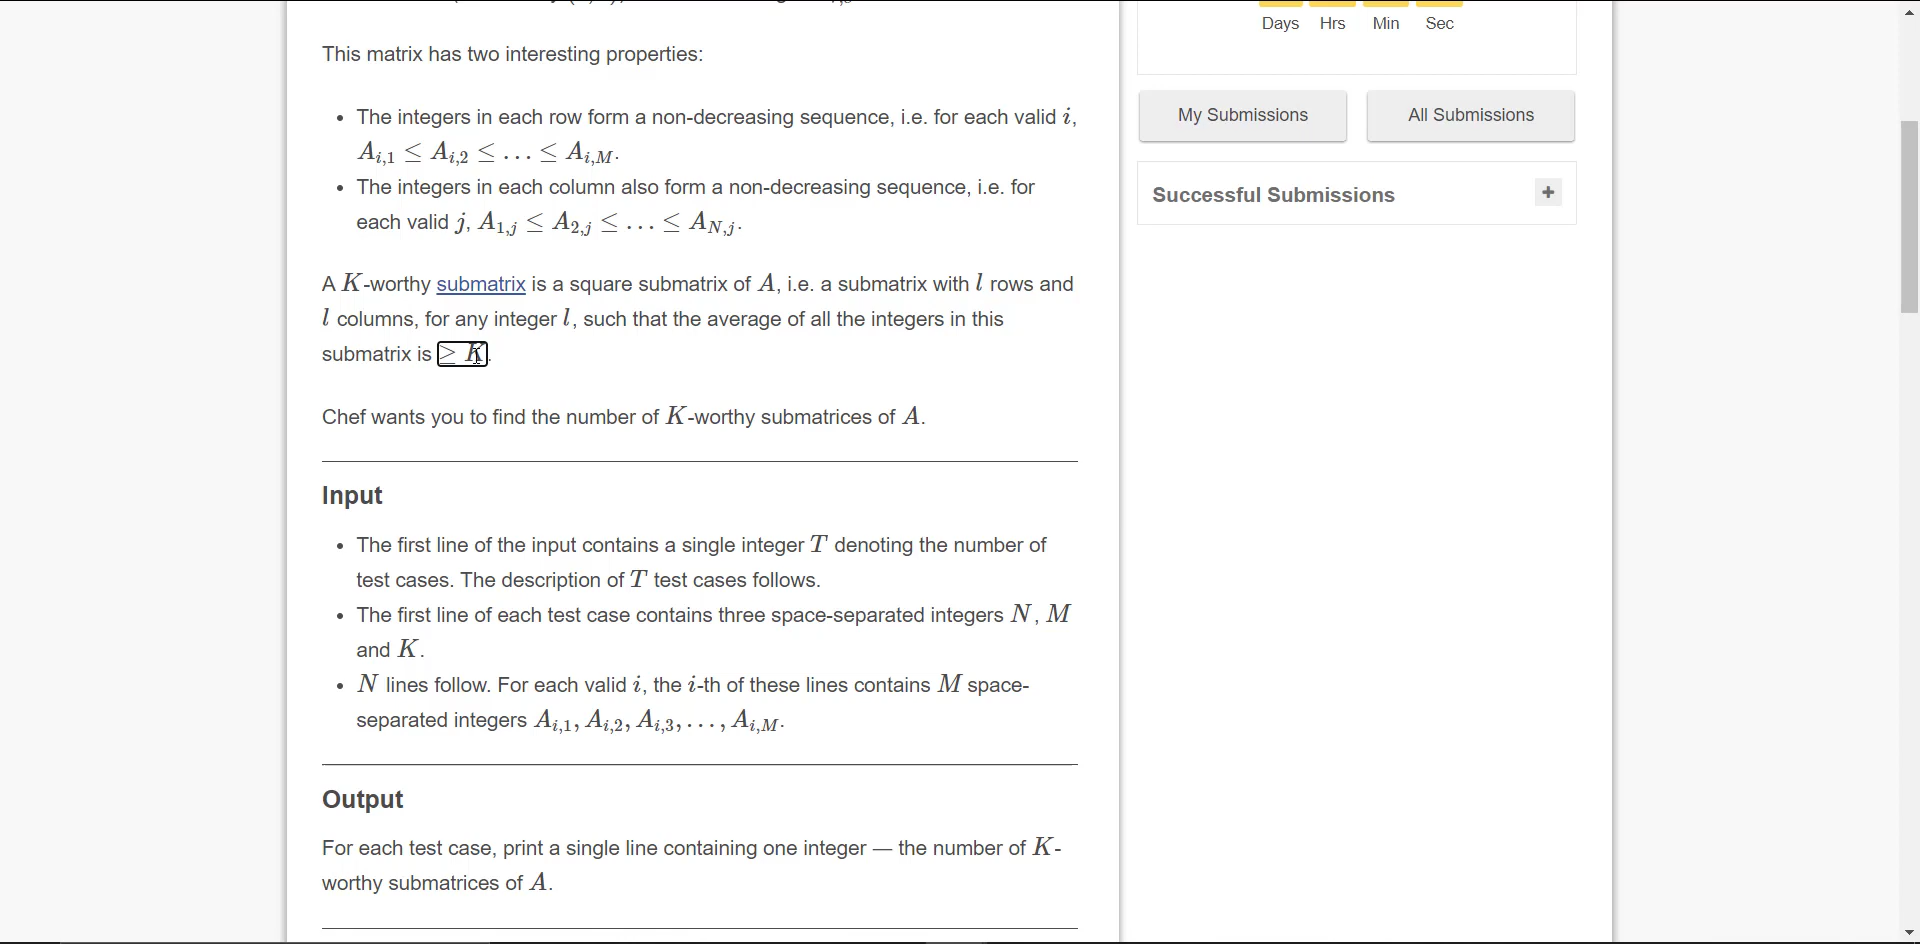 This matrix has two interesting properties:
• The integers in each row form a non-decreasing sequence, i.e. for each valid i,
A_{i,1} ≤ A_{i,2} ≤ … ≤ A_{i,M}.
• The integers in each column also form a non-decreasing sequence, i.e. for
each valid j, A_{1,j} ≤ A_{2,j} ≤ … ≤ A_{N,j}.
A K-worthy submatrix is a square submatrix of A, i.e. a submatrix with l rows and
l columns, for any integer l, such that the average of all the integers in this
submatrix is ≥ K.
Chef wants you to find the number of K-worthy submatrices of A.
Input
• The first line of the input contains a single integer T denoting the number of
test cases. The description of T test cases follows.
• The first line of each test case contains three space-separated integers N, M
and K.
• N lines follow. For each valid i, the i-th of these lines contains M space-
separated integers A_{i,1}, A_{i,2}, A_{i,3}, …, A_{i,M}.
Output
For each test case, print a single line containing one integer — the number of K-
worthy submatrices of A.
Days Hrs Min Sec
My Submissions All Submissions
Successful Submissions +